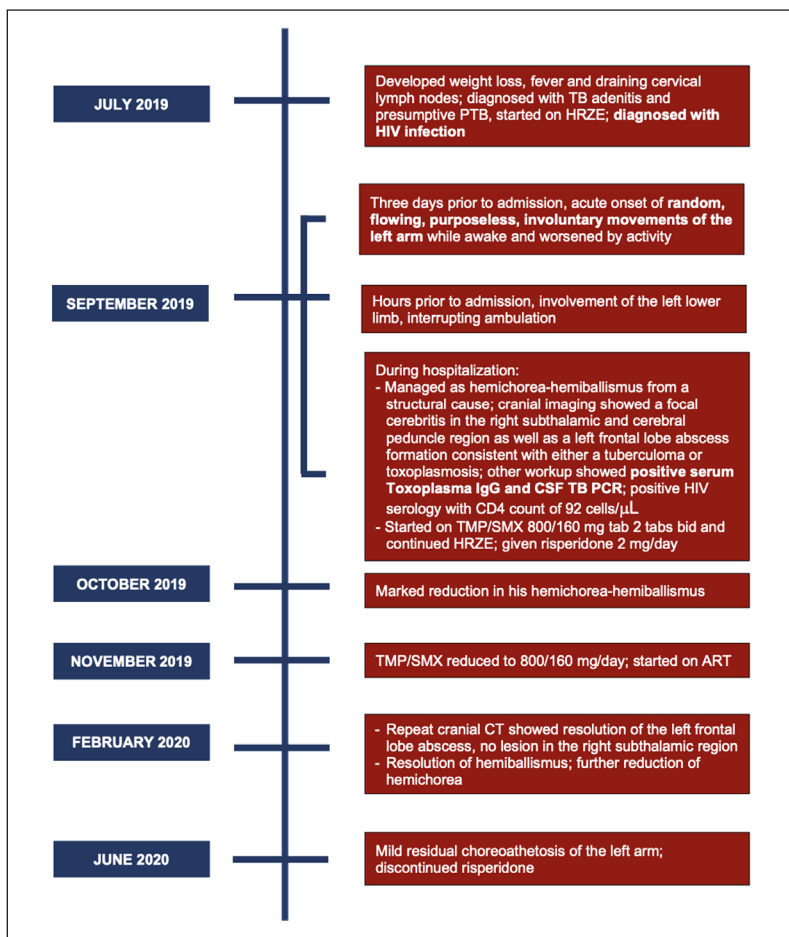 JULY 2019
Developed weight loss, fever and draining cervical
lymph nodes; diagnosed with TB adenitis and
presumptive PTB, started on HRZE; diagnosed with
HIV infection
SEPTEMBER 2019
Three days prior to admission, acute onset of random,
flowing, purposeless, involuntary movements of the
left arm while awake and worsened by activity
Hours prior to admission, involvement of the left lower
limb, interrupting ambulation
During hospitalization:
- Managed as hemichorea-hemiballismus from a
structural cause; cranial imaging showed a focal
cerebritis in the right subthalamic and cerebral
peduncle region as well as a left frontal lobe abscess
formation consistent with either a tuberculoma or
toxoplasmosis; other workup showed positive serum
Toxoplasma IgG and CSF TB PCR; positive HIV
serology with CD4 count of 92 cells/μL
- Started on TMP/SMX 800/160 mg tab 2 tabs bid and
continued HRZE; given risperidone 2 mg/day
OCTOBER 2019
Marked reduction in his hemichorea-hemiballismus
NOVEMBER 2019
TMP/SMX reduced to 800/160 mg/day; started on ART
FEBRUARY 2020
- Repeat cranial CT showed resolution of the left frontal
lobe abscess, no lesion in the right subthalamic region
- Resolution of hemiballismus; further reduction of
hemichorea
JUNE 2020
Mild residual choreoathetosis of the left arm;
discontinued risperidone